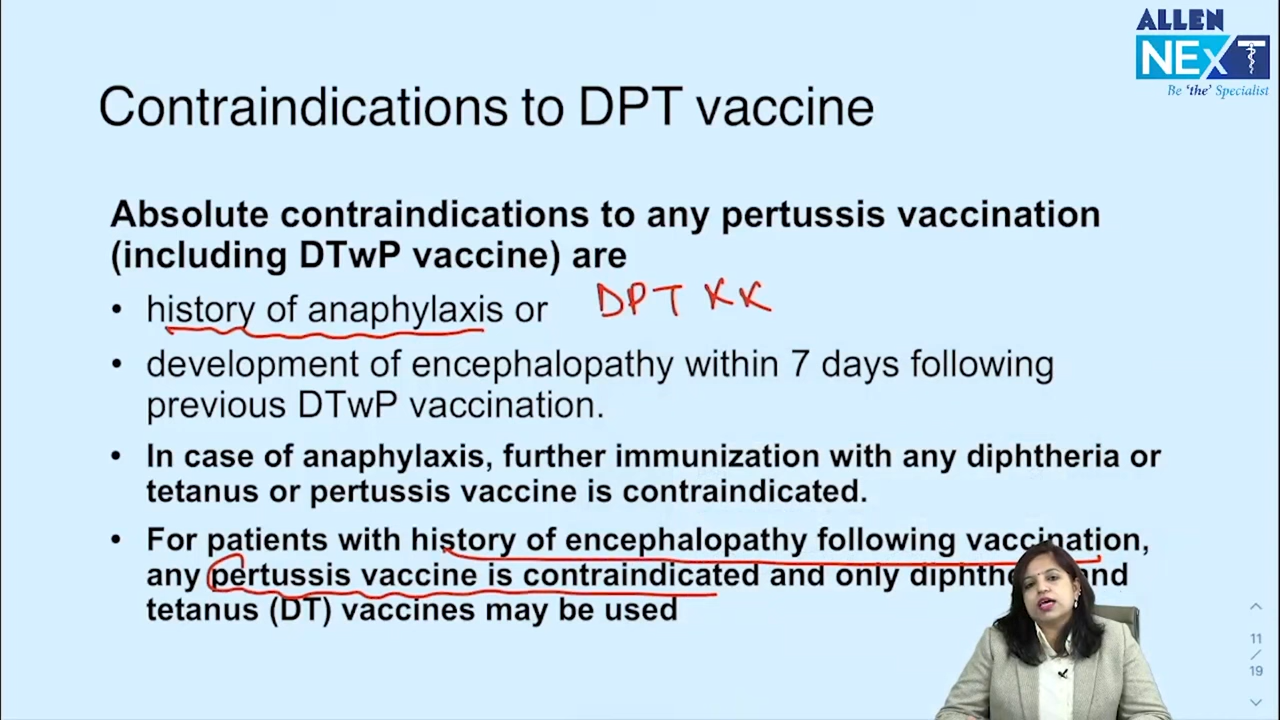 ALLEN
NEXT
Be 'the' Specialist
Contraindications to DPT vaccine
Absolute contraindications to any pertussis vaccination
(including DTwP vaccine) are
• history of anaphylaxis or DPT KK
• development of encephalopathy within 7 days following
previous DTwP vaccination.
• In case of anaphylaxis, further immunization with any diphtheria or
tetanus or pertussis vaccine is contraindicated.
• For patients with history of encephalopathy following vaccination,
any pertussis vaccine is contraindicated and only diphthe nd
tetanus (DT) vaccines may be used
11
/
19